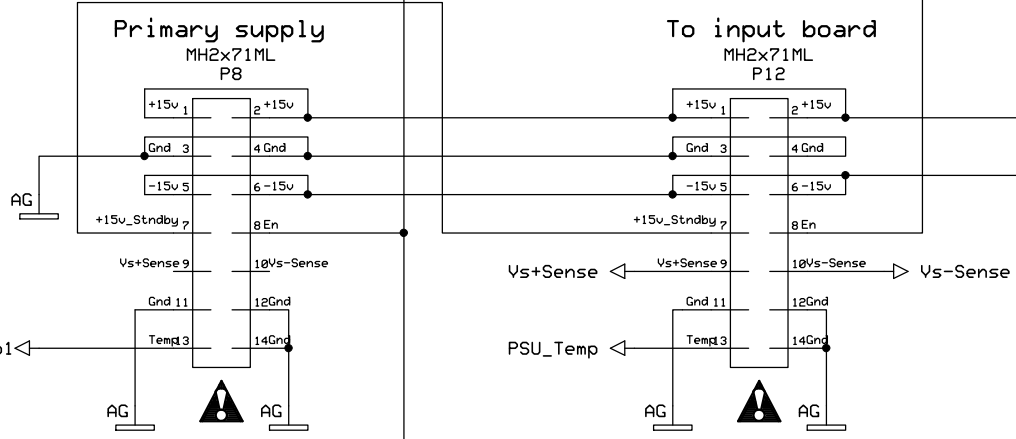 Primary supply
MH2x71ML
P8
+15v 1 2 +15v
Gnd 3 4 Gnd
-15v 5 6 -15v
+15v_Stndby 7 8 En
Vs+Sense 9 10 Vs-Sense
Gnd 11 12 Gnd
Temp 13 14 Gnd
AG
AG
AG
To input board
MH2x71ML
P12
+15v 1 2 +15v
Gnd 3 4 Gnd
-15v 5 6 -15v
+15v_Stndby 7 8 En
Vs+Sense Vs+Sense 9 10 Vs-Sense Vs-Sense
Gnd 11 12 Gnd
PSU_Temp Temp 13 14 Gnd
AG
AG